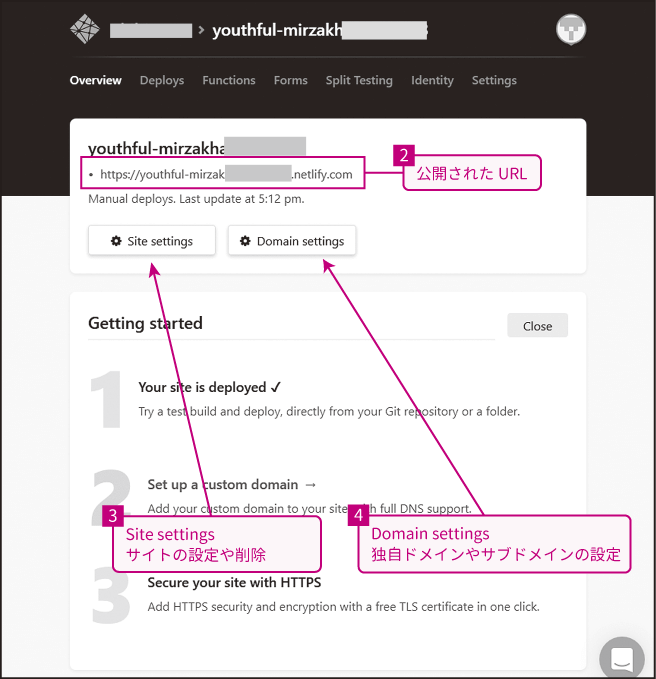 > youthful-mirzakh
Overview Deploys Functions Forms Split Testing Identity Settings
youthful-mirzakha
2
• https://youthful-mirzak .netlify.com
公開された URL
Manual deploys. Last update at 5:12 pm.
Site settings Domain settings
Getting started
Close
1
Your site is deployed ✓
Try a test build and deploy, directly from your Git repository or a folder.
2
Set up a custom domain →
Add your custom domain to your site with full DNS support.
3
Site settings
サイトの設定や削除
4
Domain settings
独自ドメインやサブドメインの設定
3
Secure your site with HTTPS
Add HTTPS security and encryption with a free TLS certificate in one click.